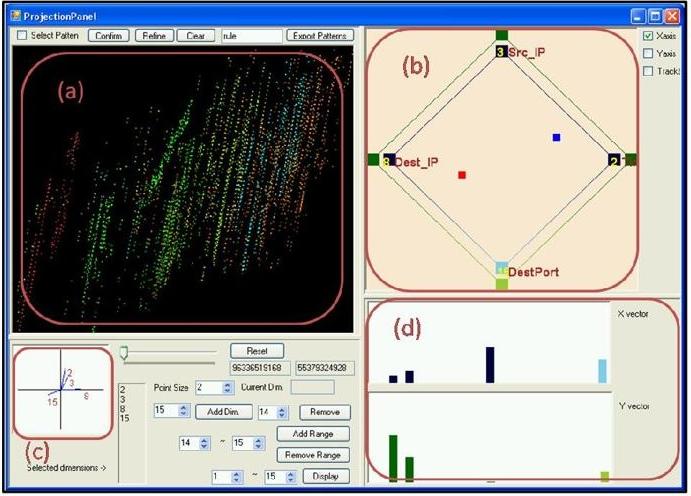 ProjectionPanel
Select Patten Confirm Refine Clear rule Export Patterns
(a)
(b)
3 Src_IP
3 Dest_IP
2
DestPort
Xaxis
Yaxis
Track
(c)
2
3
8
15
Selected dimensions ->
2
3
8
15
Reset
96336519168 55379324928
Point Size 2 Current Dim.
15 Add Dim. 14 Remove
14 ~ 15 Add Range
Remove Range
1 ~ 15 Display
(d)
X vector
Y vector